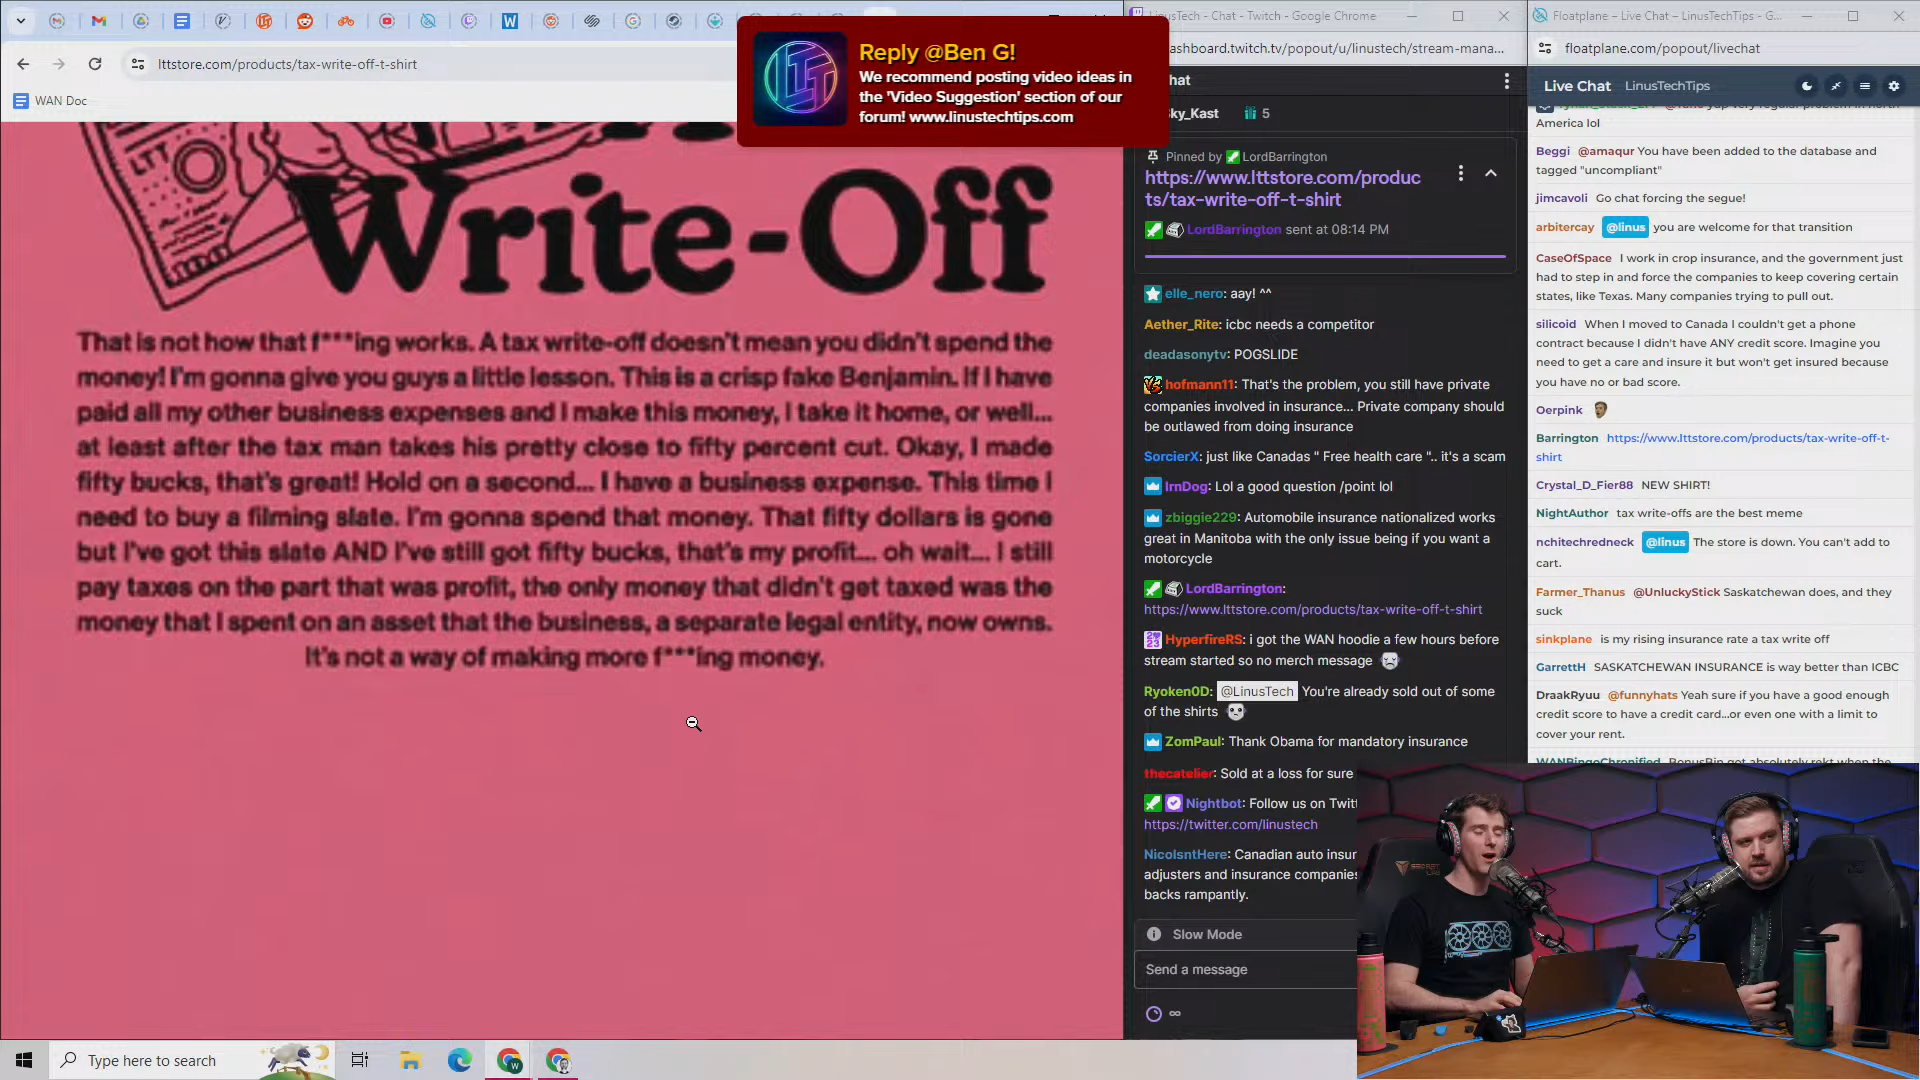 lttstore.com/products/tax-write-off-t-shirt
WAN Doc
Reply @Ben G!
We recommend posting video ideas in
the 'Video Suggestion' section of our
forum! www.linustechtips.com
LTT
Write-Off
That is not how that f***ing works. A tax write-off doesn't mean you didn't spend the
money! I'm gonna give you guys a little lesson. This is a crisp fake Benjamin. If I have
paid all my other business expenses and I make this money, I take it home, or well...
at least after the tax man takes his pretty close to fifty percent cut. Okay, I made
fifty bucks, that's great! Hold on a second... I have a business expense. This time I
need to buy a filming slate. I'm gonna spend that money. That fifty dollars is gone
but I've got this slate AND I've still got fifty bucks, that's my profit... oh wait... I still
pay taxes on the part that was profit, the only money that didn't get taxed was the
money that I spent on an asset that the business, a separate legal entity, now owns.
It's not a way of making more f***ing money.
Type here to search
LinusTech - Chat - Twitch - Google Chrome
dashboard.twitch.tv/popout/u/linustech/stream-mana...
hat
ky_Kast 5
Pinned by LordBarrington
https://www.lttstore.com/produc
ts/tax-write-off-t-shirt
LordBarrington sent at 08:14 PM
elle_nero: aay! ^^
Aether_Rite: icbc needs a competitor
deadasonytv: POGSLIDE
hofmann11: That's the problem, you still have private
companies involved in insurance... Private company should
be outlawed from doing insurance
SorcierX: just like Canadas " Free health care ".. it's a scam
IrnDog: Lol a good question /point lol
zbiggie229: Automobile insurance nationalized works
great in Manitoba with the only issue being if you want a
motorcycle
LordBarrington:
https://www.lttstore.com/products/tax-write-off-t-shirt
HyperfireRS: i got the WAN hoodie a few hours before
stream started so no merch message
Ryoken0D: @LinusTech You're already sold out of some
of the shirts
ZomPaul: Thank Obama for mandatory insurance
thecatelier: Sold at a loss for sure
Nightbot: Follow us on Twitt
https://twitter.com/linustech
NicoIsntHere: Canadian auto insur
adjusters and insurance companies
backs rampantly.
Slow Mode
Send a message
∞
Floatplane – Live Chat – LinusTechTips - G...
floatplane.com/popout/livechat
Live Chat LinusTechTips
America lol
Beggi @amaqur You have been added to the database and
tagged "uncompliant"
jimcavoli Go chat forcing the segue!
arbitercay @linus you are welcome for that transition
CaseOfSpace I work in crop insurance, and the government just
had to step in and force the companies to keep covering certain
states, like Texas. Many companies trying to pull out.
silicoid When I moved to Canada I couldn't get a phone
contract because I didn't have ANY credit score. Imagine you
need to get a care and insure it but won't get insured because
you have no or bad score.
Oerpink
Barrington https://www.lttstore.com/products/tax-write-off-t-
shirt
Crystal_D_Fier88 NEW SHIRT!
NightAuthor tax write-offs are the best meme
nchitechredneck @linus The store is down. You can't add to
cart.
Farmer_Thanus @UnluckyStick Saskatchewan does, and they
suck
sinkplane is my rising insurance rate a tax write off
GarrettH SASKATCHEWAN INSURANCE is way better than ICBC
DraakRyuu @funnyhats Yeah sure if you have a good enough
credit score to have a credit card...or even one with a limit to
cover your rent.